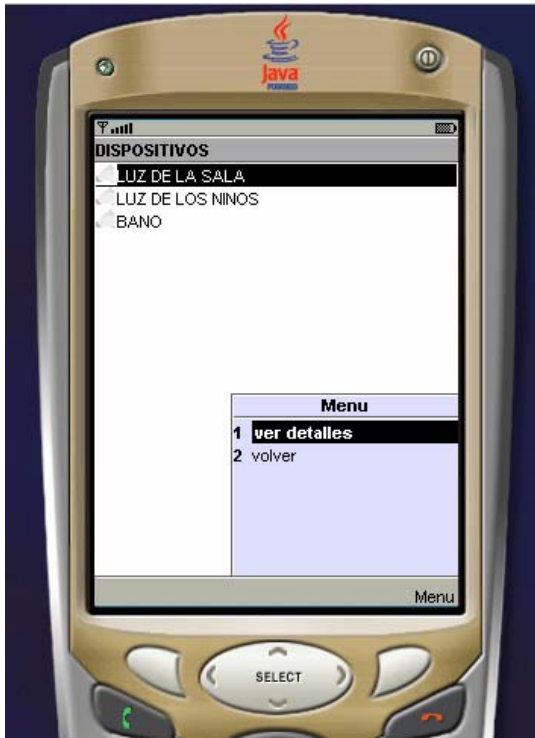 Java
POWERED
DISPOSITIVOS
LUZ DE LA SALA
LUZ DE LOS NINOS
BANO
Menu
1 ver detalles
2 volver
Menu
SELECT